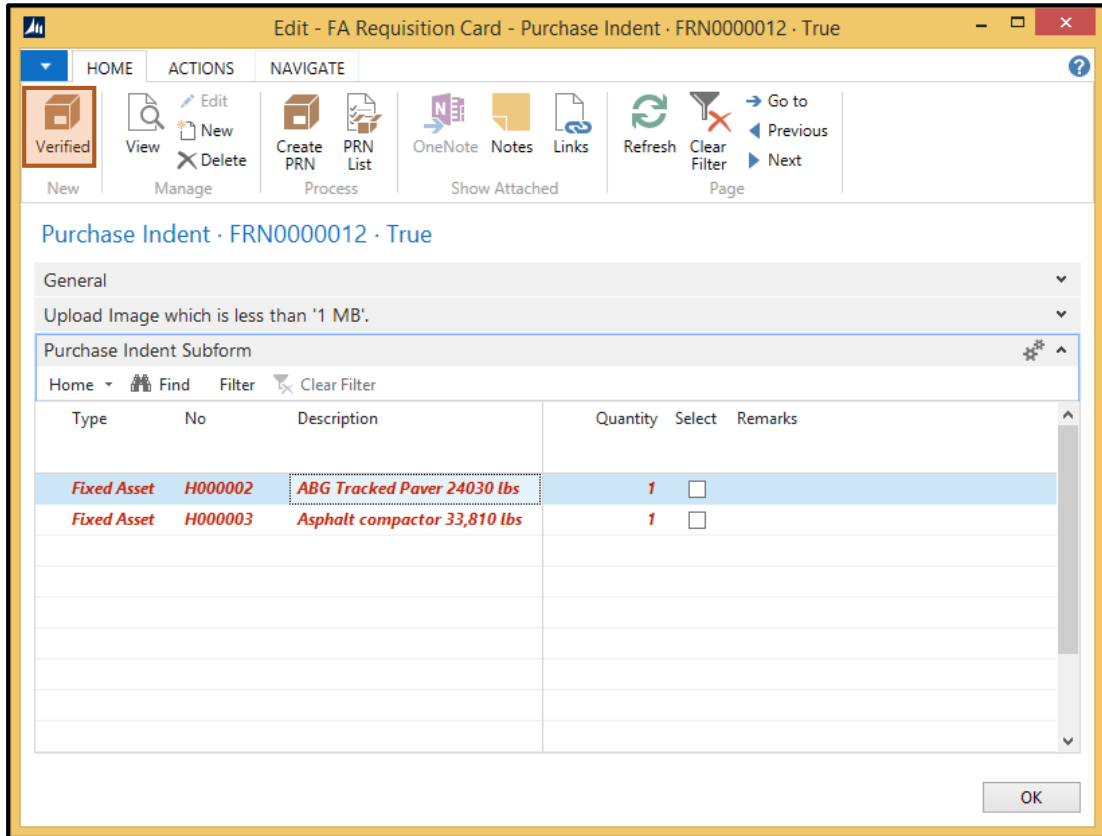 Edit - FA Requisition Card - Purchase Indent · FRN0000012 · True
HOME ACTIONS NAVIGATE
Verified
New
View
Edit
New
Delete
Manage
Create PRN
PRN List
Process
OneNote
Notes
Links
Show Attached
Refresh
Clear Filter
Go to
Previous
Next
Page
Purchase Indent · FRN0000012 · True
General
Upload Image which is less than '1 MB'.
Purchase Indent Subform
Home Find Filter Clear Filter
Type No Description Quantity Select Remarks
Fixed Asset H000002 ABG Tracked Paver 24030 lbs 1
Fixed Asset H000003 Asphalt compactor 33,810 lbs 1
OK